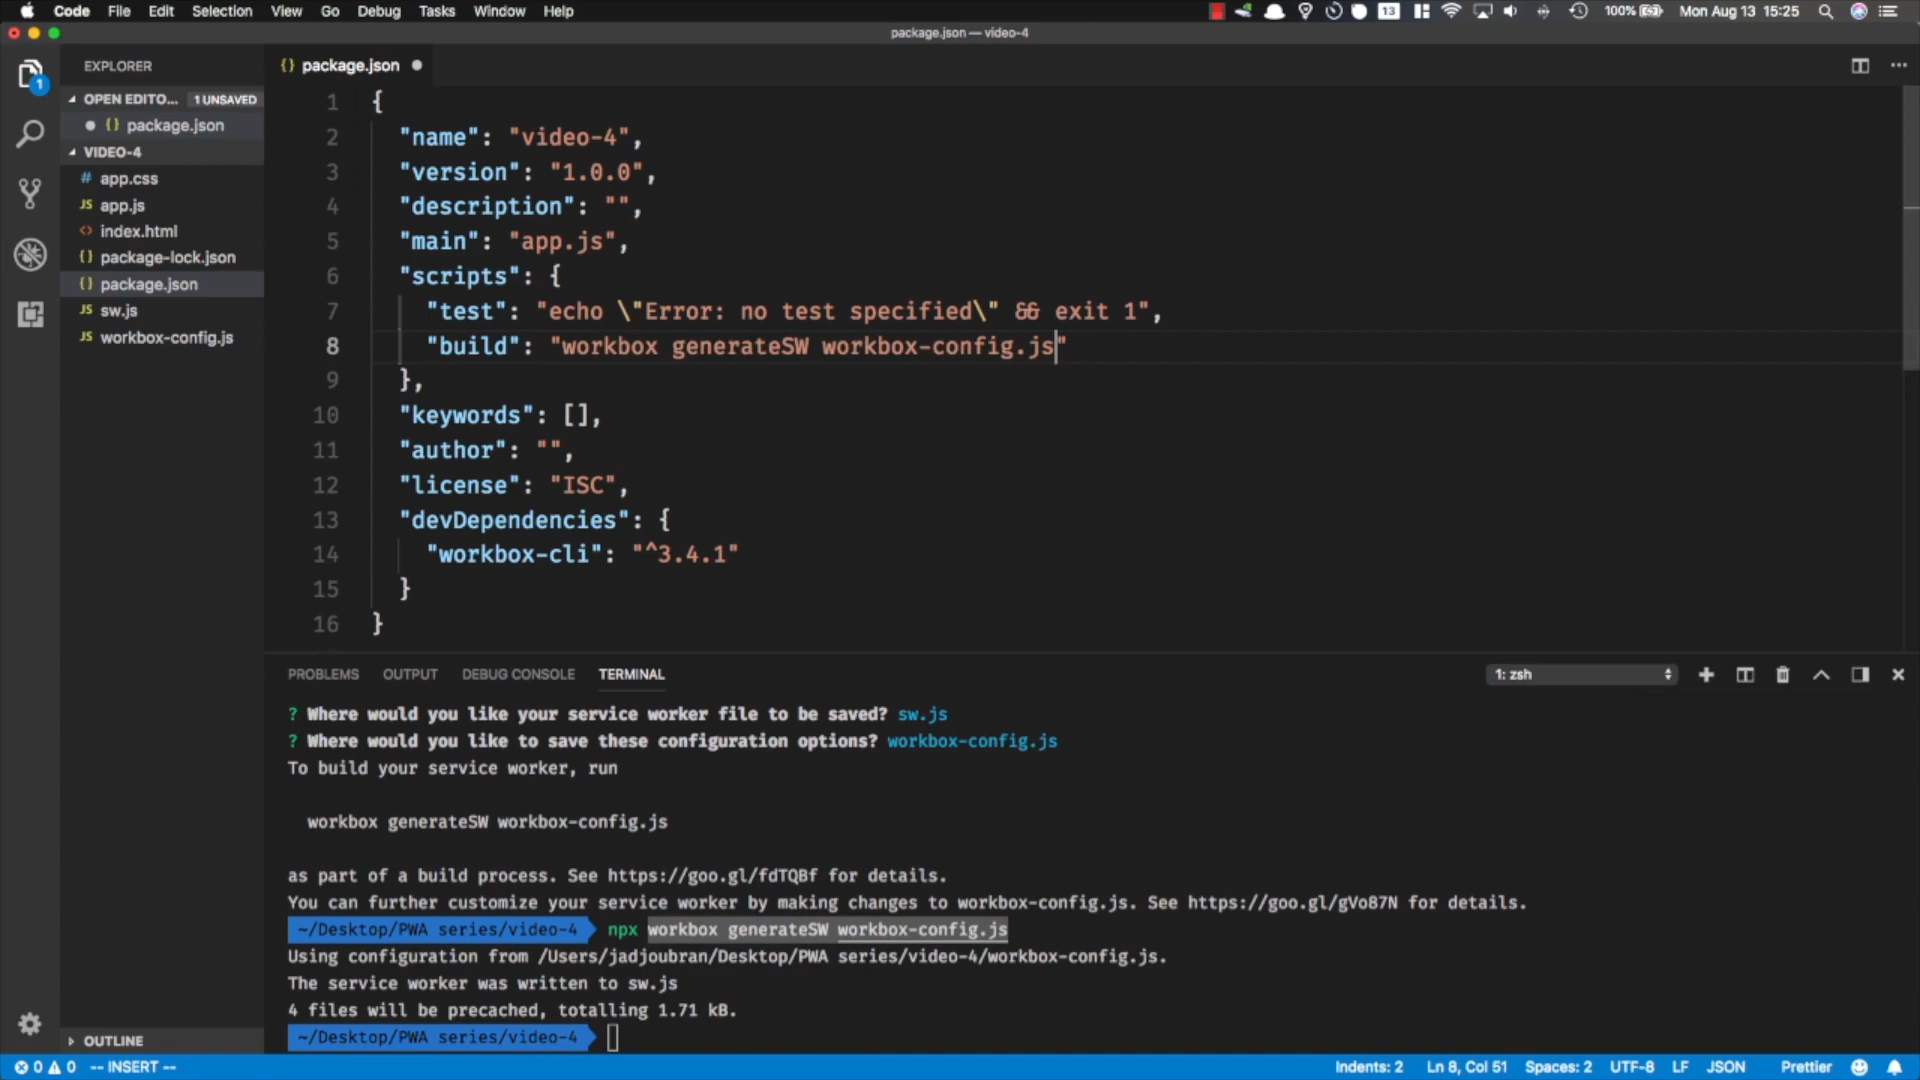 Code File Edit Selection View Go Debug Tasks Window Help
13 100% Mon Aug 13 15:25
package.json — video-4
EXPLORER
OPEN EDITO... 1 UNSAVED
{} package.json
VIDEO-4
# app.css
JS app.js
<> index.html
{} package-lock.json
{} package.json
JS sw.js
JS workbox-config.js
OUTLINE
1
{} package.json
1 {
2 "name": "video-4",
3 "version": "1.0.0",
4 "description": "",
5 "main": "app.js",
6 "scripts": {
7 "test": "echo \"Error: no test specified\" && exit 1",
8 "build": "workbox generateSW workbox-config.js"
9 },
10 "keywords": [],
11 "author": "",
12 "license": "ISC",
13 "devDependencies": {
14 "workbox-cli": "^3.4.1"
15 }
16 }
PROBLEMS OUTPUT DEBUG CONSOLE TERMINAL 1: zsh
? Where would you like your service worker file to be saved? sw.js
? Where would you like to save these configuration options? workbox-config.js
To build your service worker, run
workbox generateSW workbox-config.js
as part of a build process. See https://goo.gl/fdTQBf for details.
You can further customize your service worker by making changes to workbox-config.js. See https://goo.gl/gVo87N for details.
~/Desktop/PWA series/video-4 npx workbox generateSW workbox-config.js
Using configuration from /Users/jadjoubran/Desktop/PWA series/video-4/workbox-config.js.
The service worker was written to sw.js
4 files will be precached, totalling 1.71 kB.
~/Desktop/PWA series/video-4
0 0 -- INSERT -- Indents: 2 Ln 8, Col 51 Spaces: 2 UTF-8 LF JSON Prettier